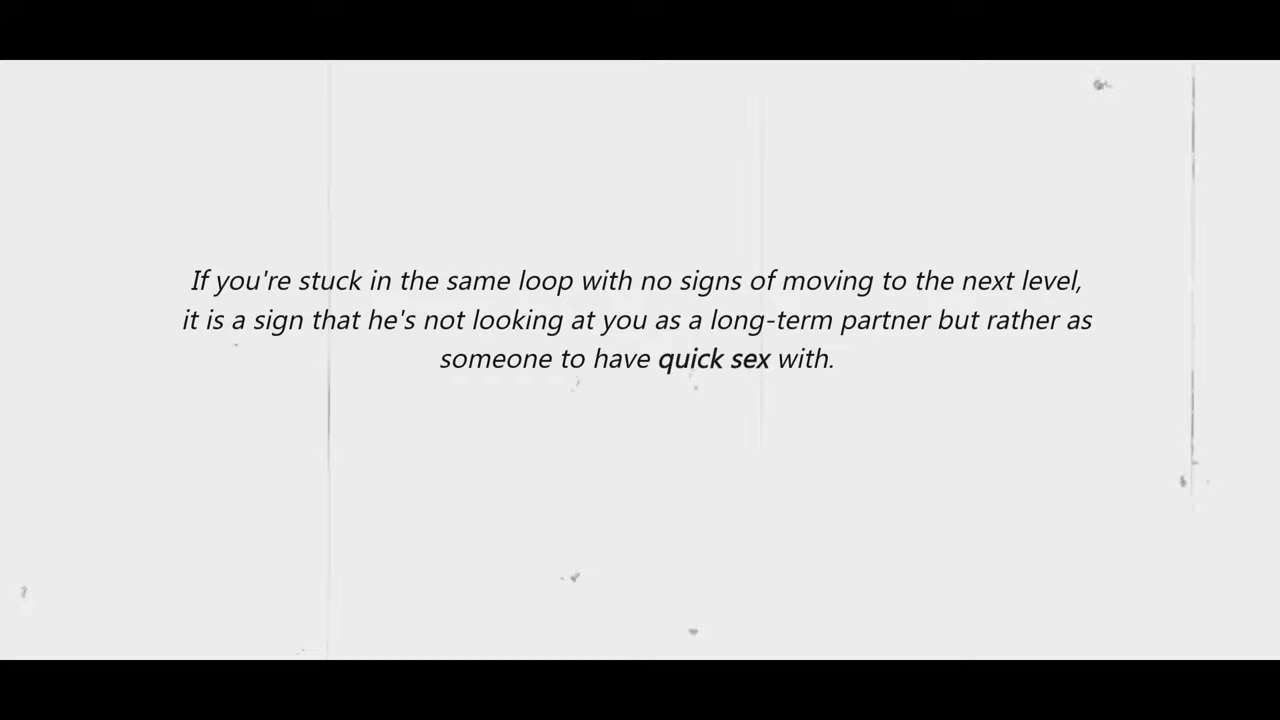 If you're stuck in the same loop with no signs of moving to the next level,
it is a sign that he's not looking at you as a long-term partner but rather as
someone to have quick sex with.